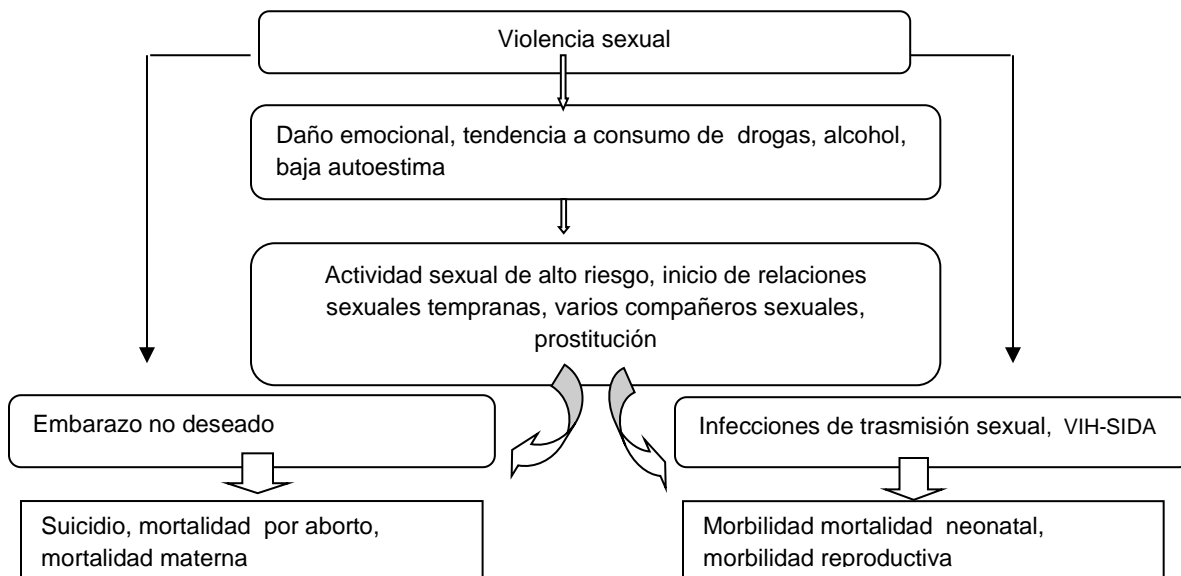 Violencia sexual
Daño emocional, tendencia a consumo de drogas, alcohol,
baja autoestima
Actividad sexual de alto riesgo, inicio de relaciones
sexuales tempranas, varios compañeros sexuales,
prostitución
Embarazo no deseado
Infecciones de trasmisión sexual, VIH-SIDA
Suicidio, mortalidad por aborto,
mortalidad materna
Morbilidad mortalidad neonatal,
morbilidad reproductiva